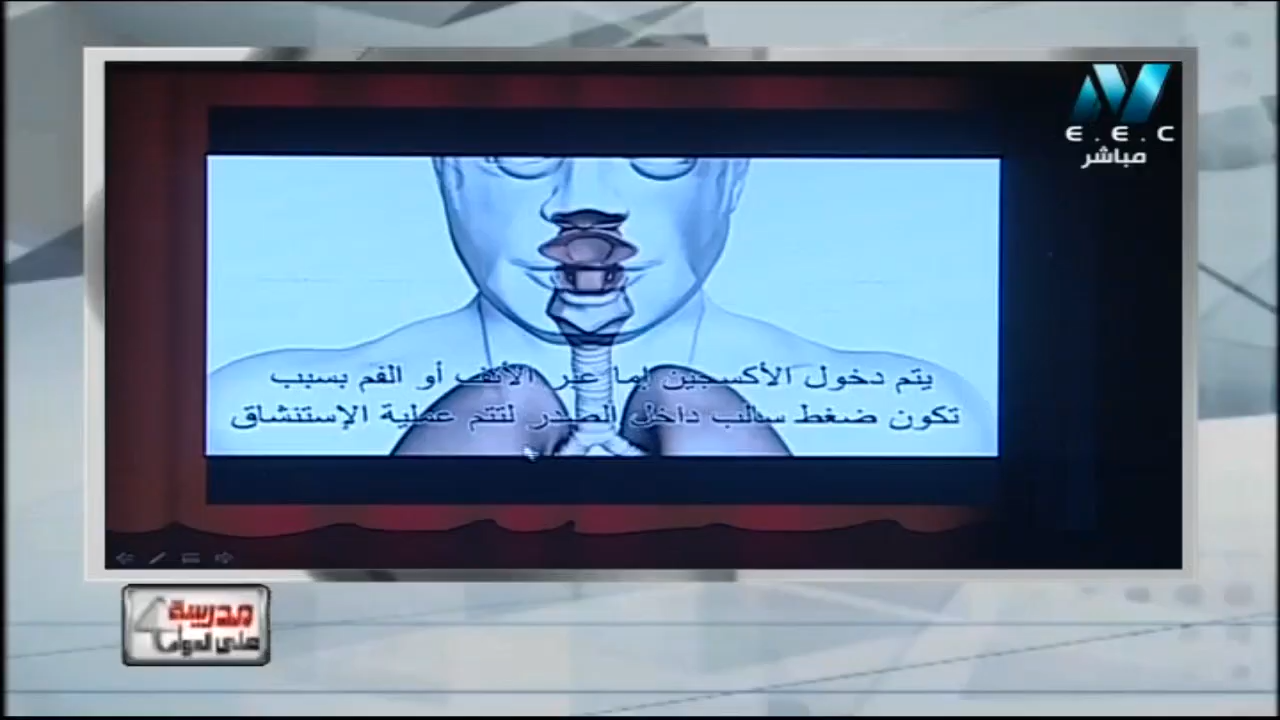 E.E.C
مباشر
يتم دخول الأكسجين إما عبر الأنف أو الفم بسبب
تكون ضغط سالب داخل الصدر لتتم عملية الإستنشاق
مدرسة
على الهواء